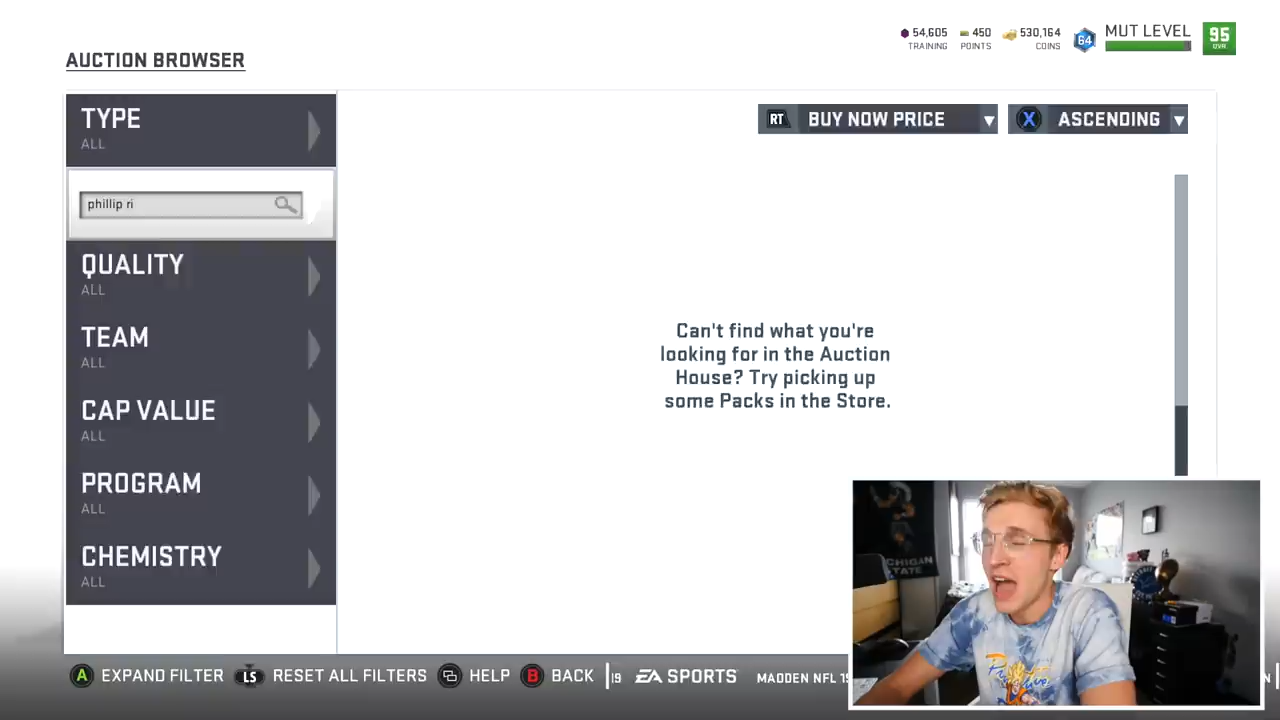 AUCTION BROWSER
54,605
TRAINING
450
POINTS
530,164
COINS
64
MUT LEVEL
95
OVR
TYPE
ALL
phillip ri
QUALITY
ALL
TEAM
ALL
CAP VALUE
ALL
PROGRAM
ALL
CHEMISTRY
ALL
RT BUY NOW PRICE
X ASCENDING
Can't find what you're
looking for in the Auction
House? Try picking up
some Packs in the Store.
HIGAN
STATE
A EXPAND FILTER LS RESET ALL FILTERS HELP B BACK 19 EA SPORTS MADDEN NFL 19